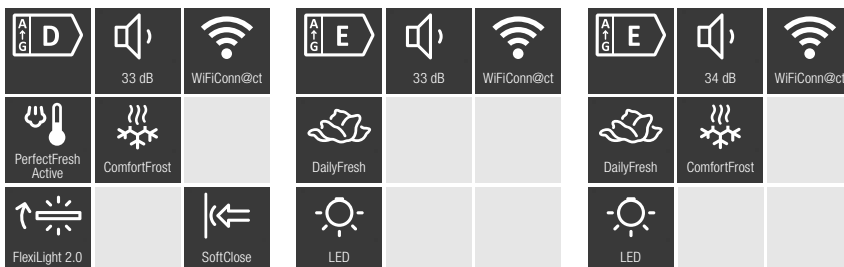 A
G
D
33 dB
WiFiConn@ct
PerfectFresh
Active
ComfortFrost
FlexiLight 2.0
SoftClose
A
G
E
33 dB
WiFiConn@ct
DailyFresh
LED
A
G
E
34 dB
WiFiConn@ct
DailyFresh
ComfortFrost
LED